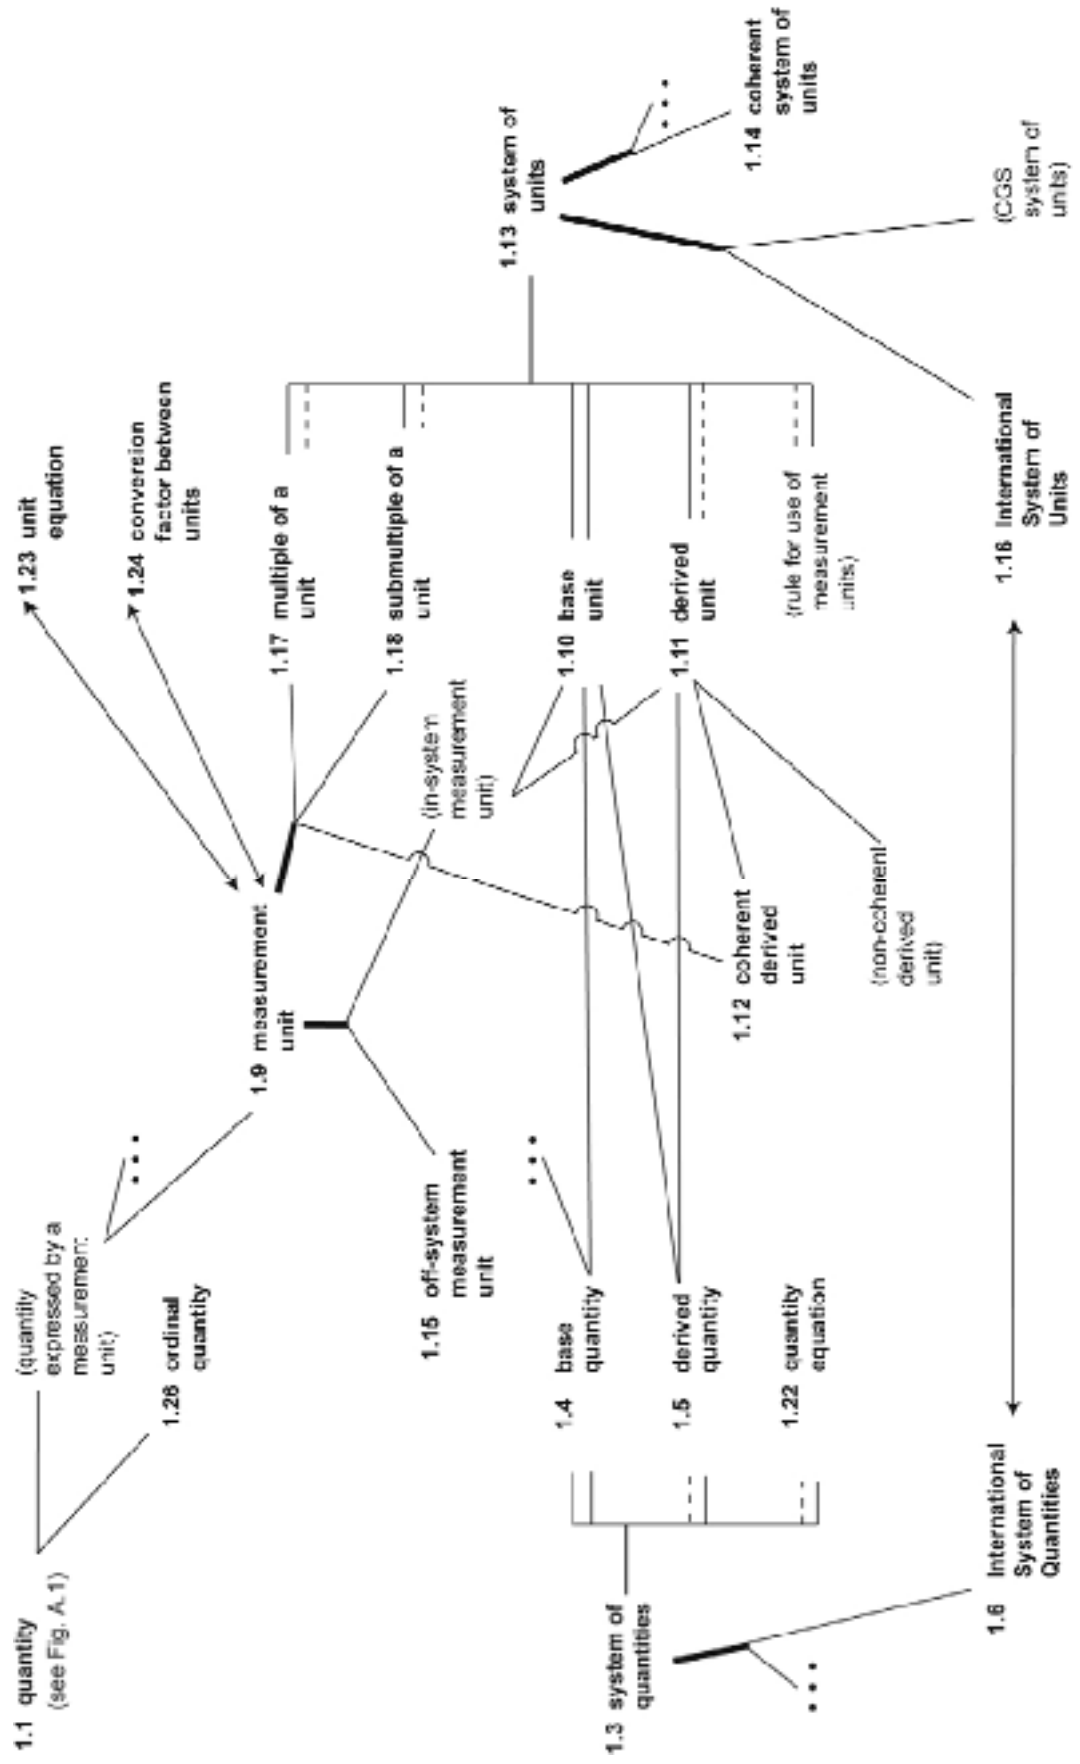 1.1 quantity
(see Fig. A.1)
(quantity
expressed by a
measurement
unit)
1.26 ordinal
quantity
1.9 measurement
unit
1.23 unit
equation
1.24 conversion
factor between
units
1.17 multiple of a
unit
1.18 submultiple of a
unit
(in-system
measurement
unit)
1.15 off-system
measurement
unit
1.13 system of
units
1.14 coherent
system of
units
1.3 system of
quantities
1.4 base
quantity
1.5 derived
quantity
1.22 quantity
equation
1.10 base
unit
1.11 derived
unit
(rule for use of
measurement
units)
1.12 coherent
derived
unit
(non-coherent
derived
unit)
(CGS
system of
units)
1.6 International
System of
Quantities
1.16 International
System of
Units